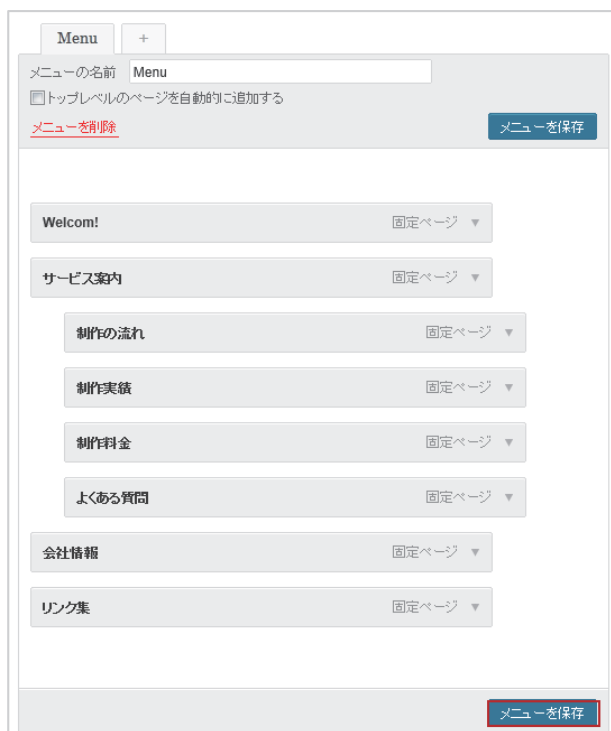 Menu +
メニューの名前 Menu
トップレベルのページを自動的に追加する
メニューを削除 メニューを保存
Welcom! 固定ページ ▼
サービス案内 固定ページ ▼
制作の流れ 固定ページ ▼
制作実績 固定ページ ▼
制作料金 固定ページ ▼
よくある質問 固定ページ ▼
会社情報 固定ページ ▼
リンク集 固定ページ ▼
メニューを保存